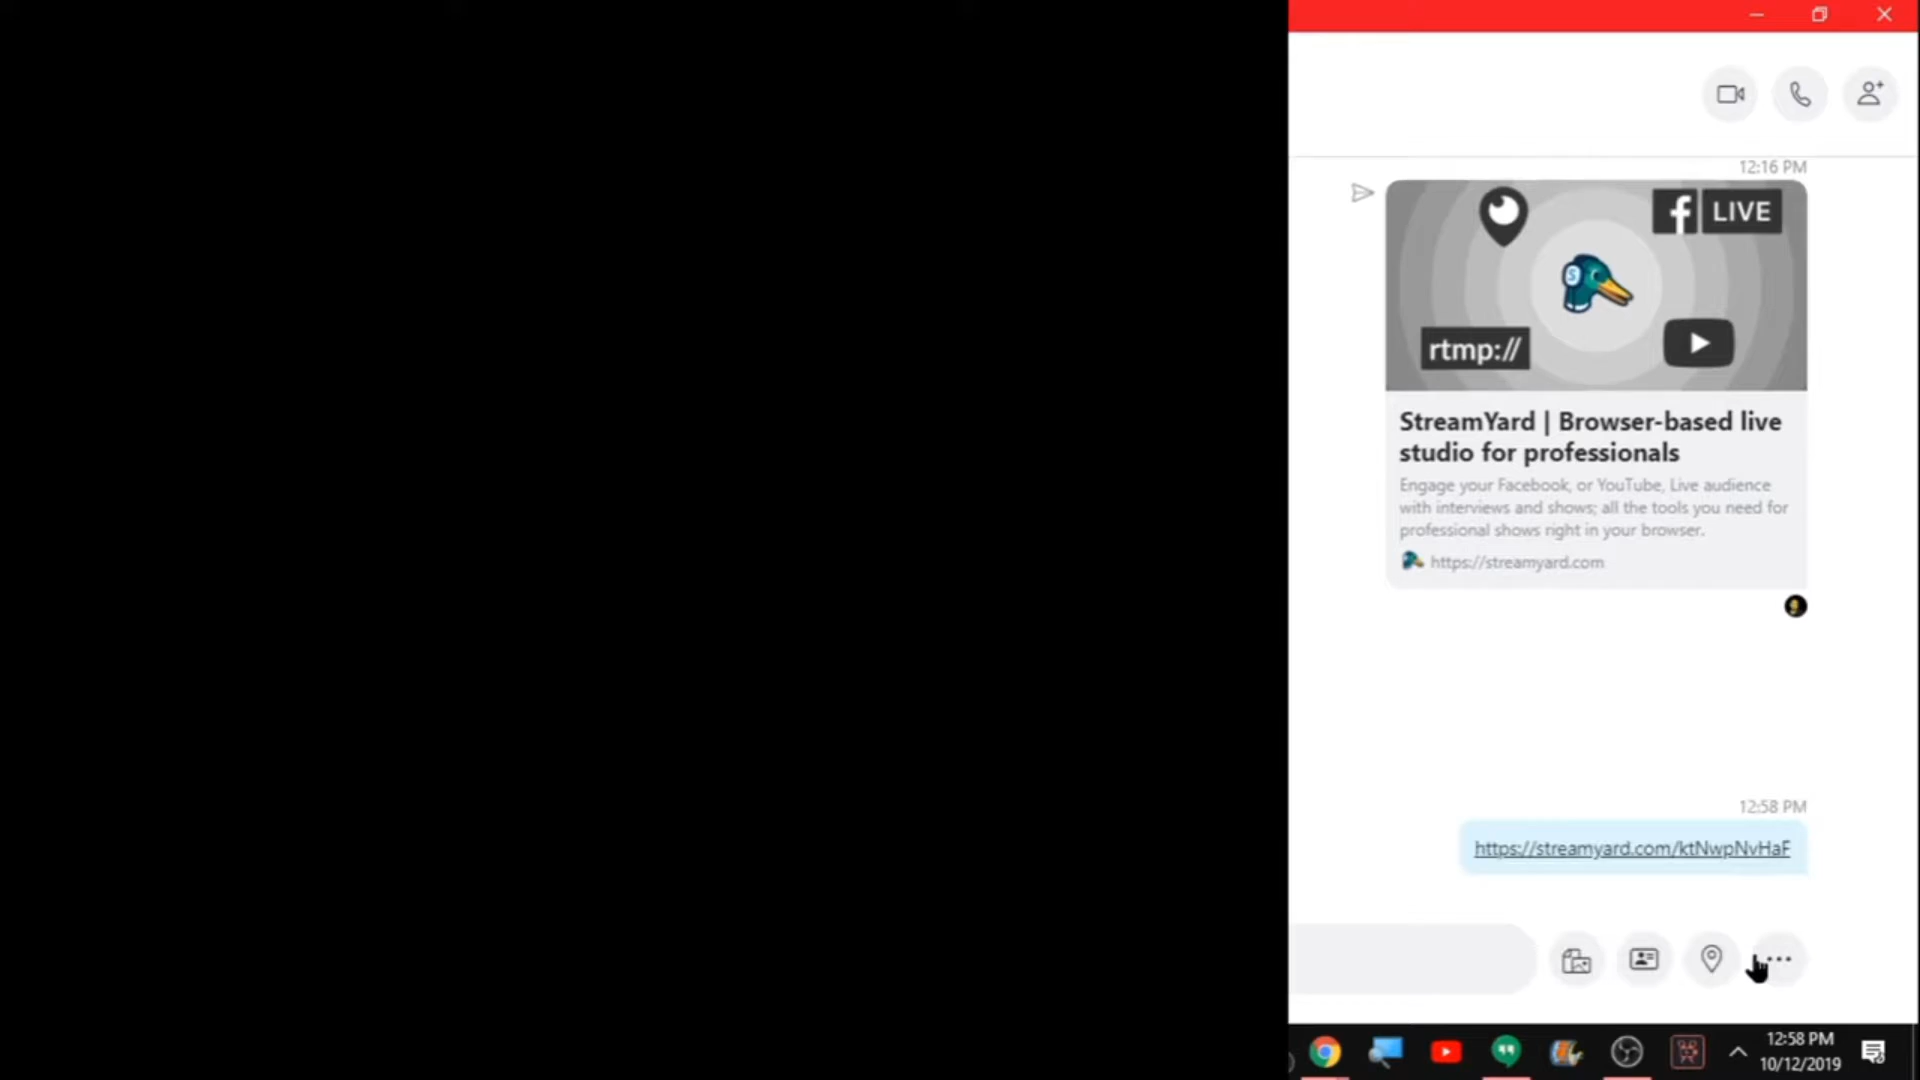 12:16 PM
f LIVE
rtmp://
StreamYard | Browser-based live
studio for professionals
Engage your Facebook, or YouTube, Live audience
with interviews and shows; all the tools you need for
professional shows right in your browser.
https://streamyard.com
12:58 PM
https://streamyard.com/ktNwpNvHaF
12:58 PM
10/12/2019